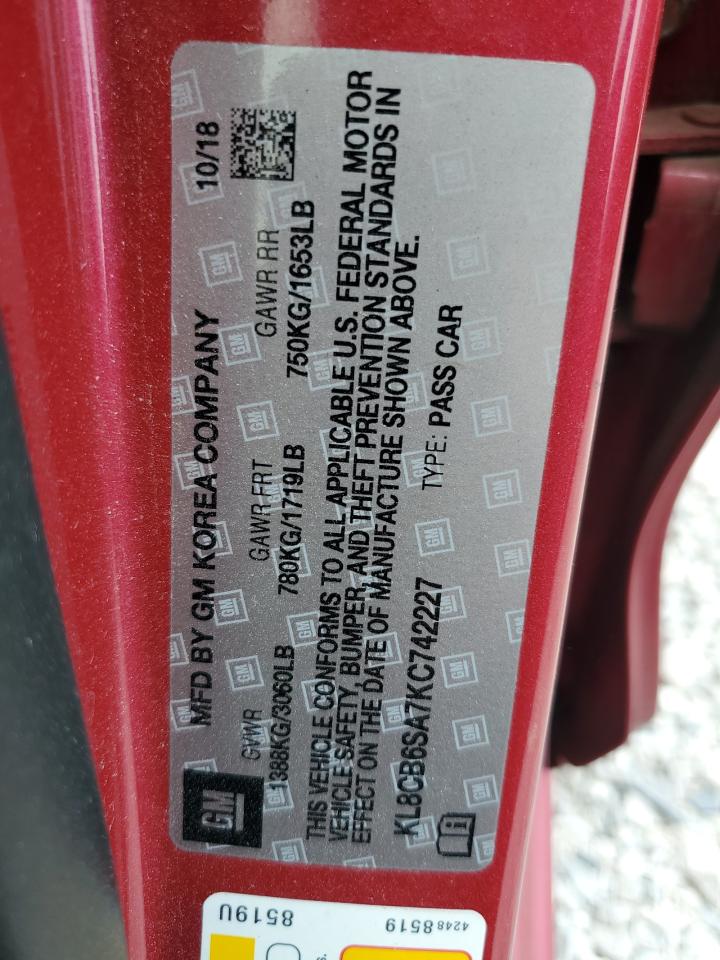 GM
MFD BY GM KOREA COMPANY 10/18
GVWR GAWR FRT GAWR RR
1388KG/3060LB 780KG/1719LB 750KG/1653LB
THIS VEHICLE CONFORMS TO ALL APPLICABLE U.S. FEDERAL MOTOR
VEHICLE SAFETY, BUMPER, AND THEFT PREVENTION STANDARDS IN
EFFECT ON THE DATE OF MANUFACTURE SHOWN ABOVE.
KL8CB6SA7KC742227 TYPE: PASS CAR
42488519
8519U